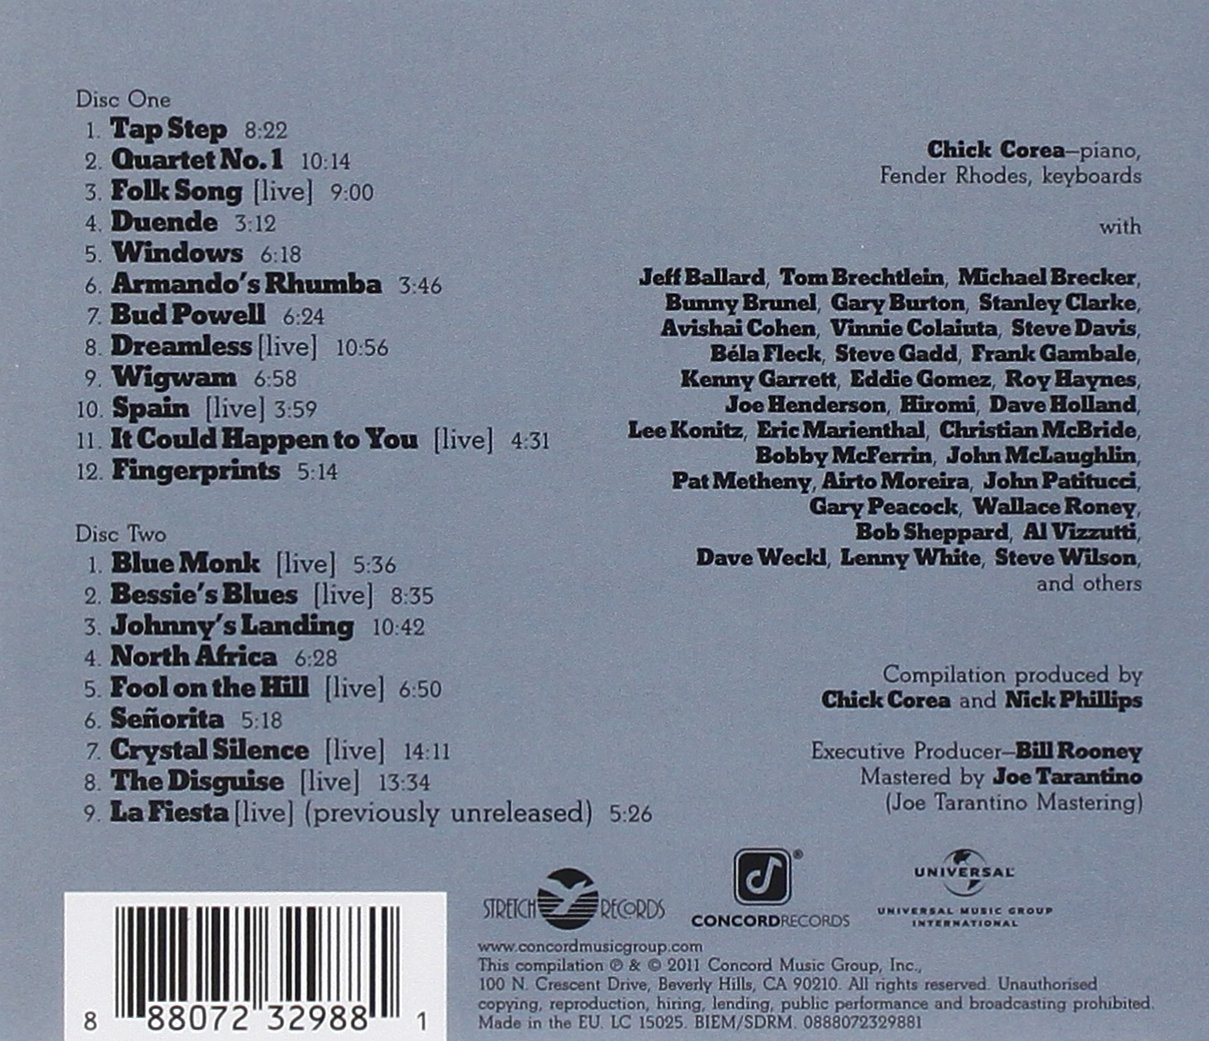 Disc One
1. Tap Step 8:22
2. Quartet No.1 10:14
3. Folk Song [live] 9:00
4. Duende 3:12
5. Windows 6:18
6. Armando's Rhumba 3:46
7. Bud Powell 6:24
8. Dreamless [live] 10:56
9. Wigwam 6:58
10. Spain [live] 3:59
11. It Could Happen to You [live] 4:31
12. Fingerprints 5:14
Disc Two
1. Blue Monk [live] 5:36
2. Bessie's Blues [live] 8:35
3. Johnny's Landing 10:42
4. North Africa 6:28
5. Fool on the Hill [live] 6:50
6. Señorita 5:18
7. Crystal Silence [live] 14:11
8. The Disguise [live] 13:34
9. La Fiesta [live] (previously unreleased) 5:26
Chick Corea–piano,
Fender Rhodes, keyboards
with
Jeff Ballard, Tom Brechtlein, Michael Brecker,
Bunny Brunel, Gary Burton, Stanley Clarke,
Avishai Cohen, Vinnie Colaiuta, Steve Davis,
Béla Fleck, Steve Gadd, Frank Gambale,
Kenny Garrett, Eddie Gomez, Roy Haynes,
Joe Henderson, Hiromi, Dave Holland,
Lee Konitz, Eric Marienthal, Christian McBride,
Bobby McFerrin, John McLaughlin,
Pat Metheny, Airto Moreira, John Patitucci,
Gary Peacock, Wallace Roney,
Bob Sheppard, Al Vizzutti,
Dave Weckl, Lenny White, Steve Wilson,
and others
Compilation produced by
Chick Corea and Nick Phillips
Executive Producer–Bill Rooney
Mastered by Joe Tarantino
(Joe Tarantino Mastering)
STRETCH RECORDS
CONCORD RECORDS
UNIVERSAL
UNIVERSAL MUSIC GROUP
INTERNATIONAL
www.concordmusicgroup.com
This compilation ℗ & © 2011 Concord Music Group, Inc.,
100 N. Crescent Drive, Beverly Hills, CA 90210. All rights reserved. Unauthorised
copying, reproduction, hiring, lending, public performance and broadcasting prohibited.
Made in the EU. LC 15025. BIEM/SDRM. 0888072329881
8 88072 32988 1